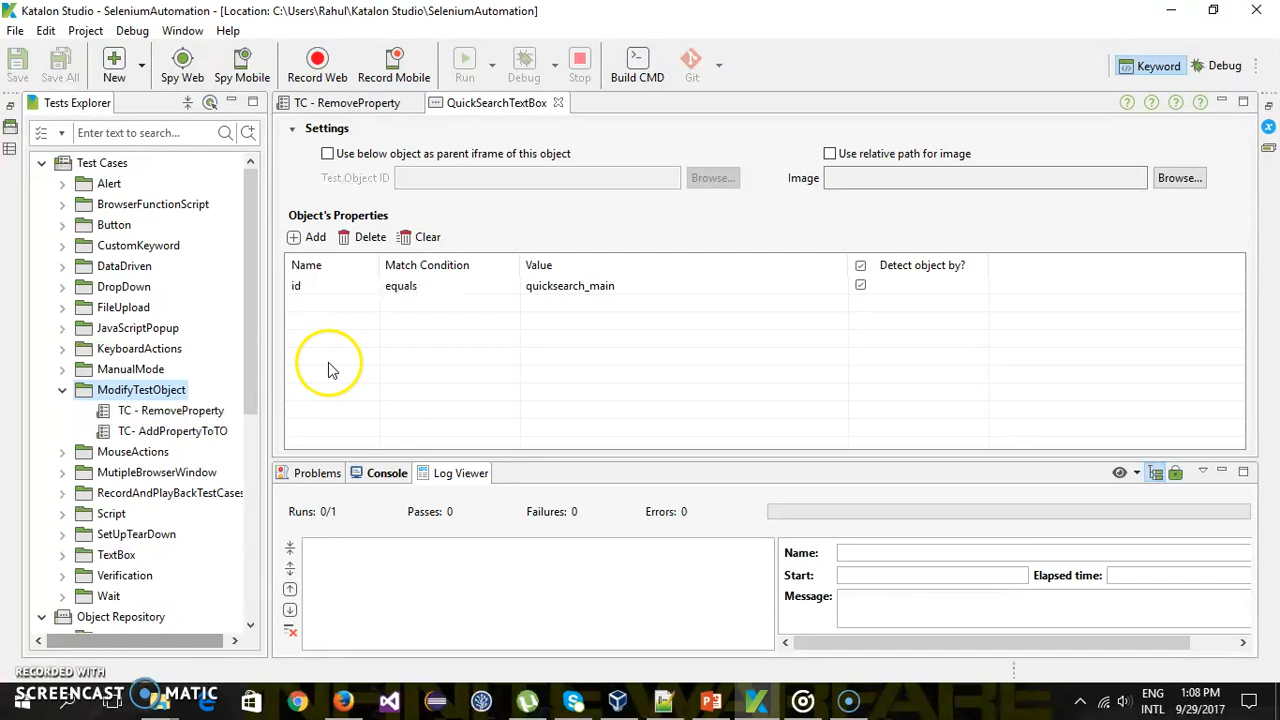 Katalon Studio - SeleniumAutomation - [Location: C:\Users\Rahul\Katalon Studio\SeleniumAutomation]
File Edit Project Debug Window Help
Save Save All New Spy Web Spy Mobile Record Web Record Mobile Run Debug Stop Build CMD Git Keyword Debug
Tests Explorer
Enter text to search...
Test Cases
Alert
BrowserFunctionScript
Button
CustomKeyword
DataDriven
DropDown
FileUpload
JavaScriptPopup
KeyboardActions
ManualMode
ModifyTestObject
TC - RemoveProperty
TC- AddPropertyToTO
MouseActions
MutipleBrowserWindow
RecordAndPlayBackTestCases
Script
SetUpTearDown
TextBox
Verification
Wait
Object Repository
TC - RemoveProperty QuickSearchTextBox
Settings
Use below object as parent iframe of this object Use relative path for image
Test Object ID Browse... Image Browse...
Object's Properties
Add Delete Clear
Name Match Condition Value Detect object by?
id equals quicksearch_main
Problems Console Log Viewer
Runs: 0/1 Passes: 0 Failures: 0 Errors: 0
Name:
Start: Elapsed time:
Message:
RECORDED WITH
SCREENCAST MATIC
ENG
INTL
1:08 PM
9/29/2017